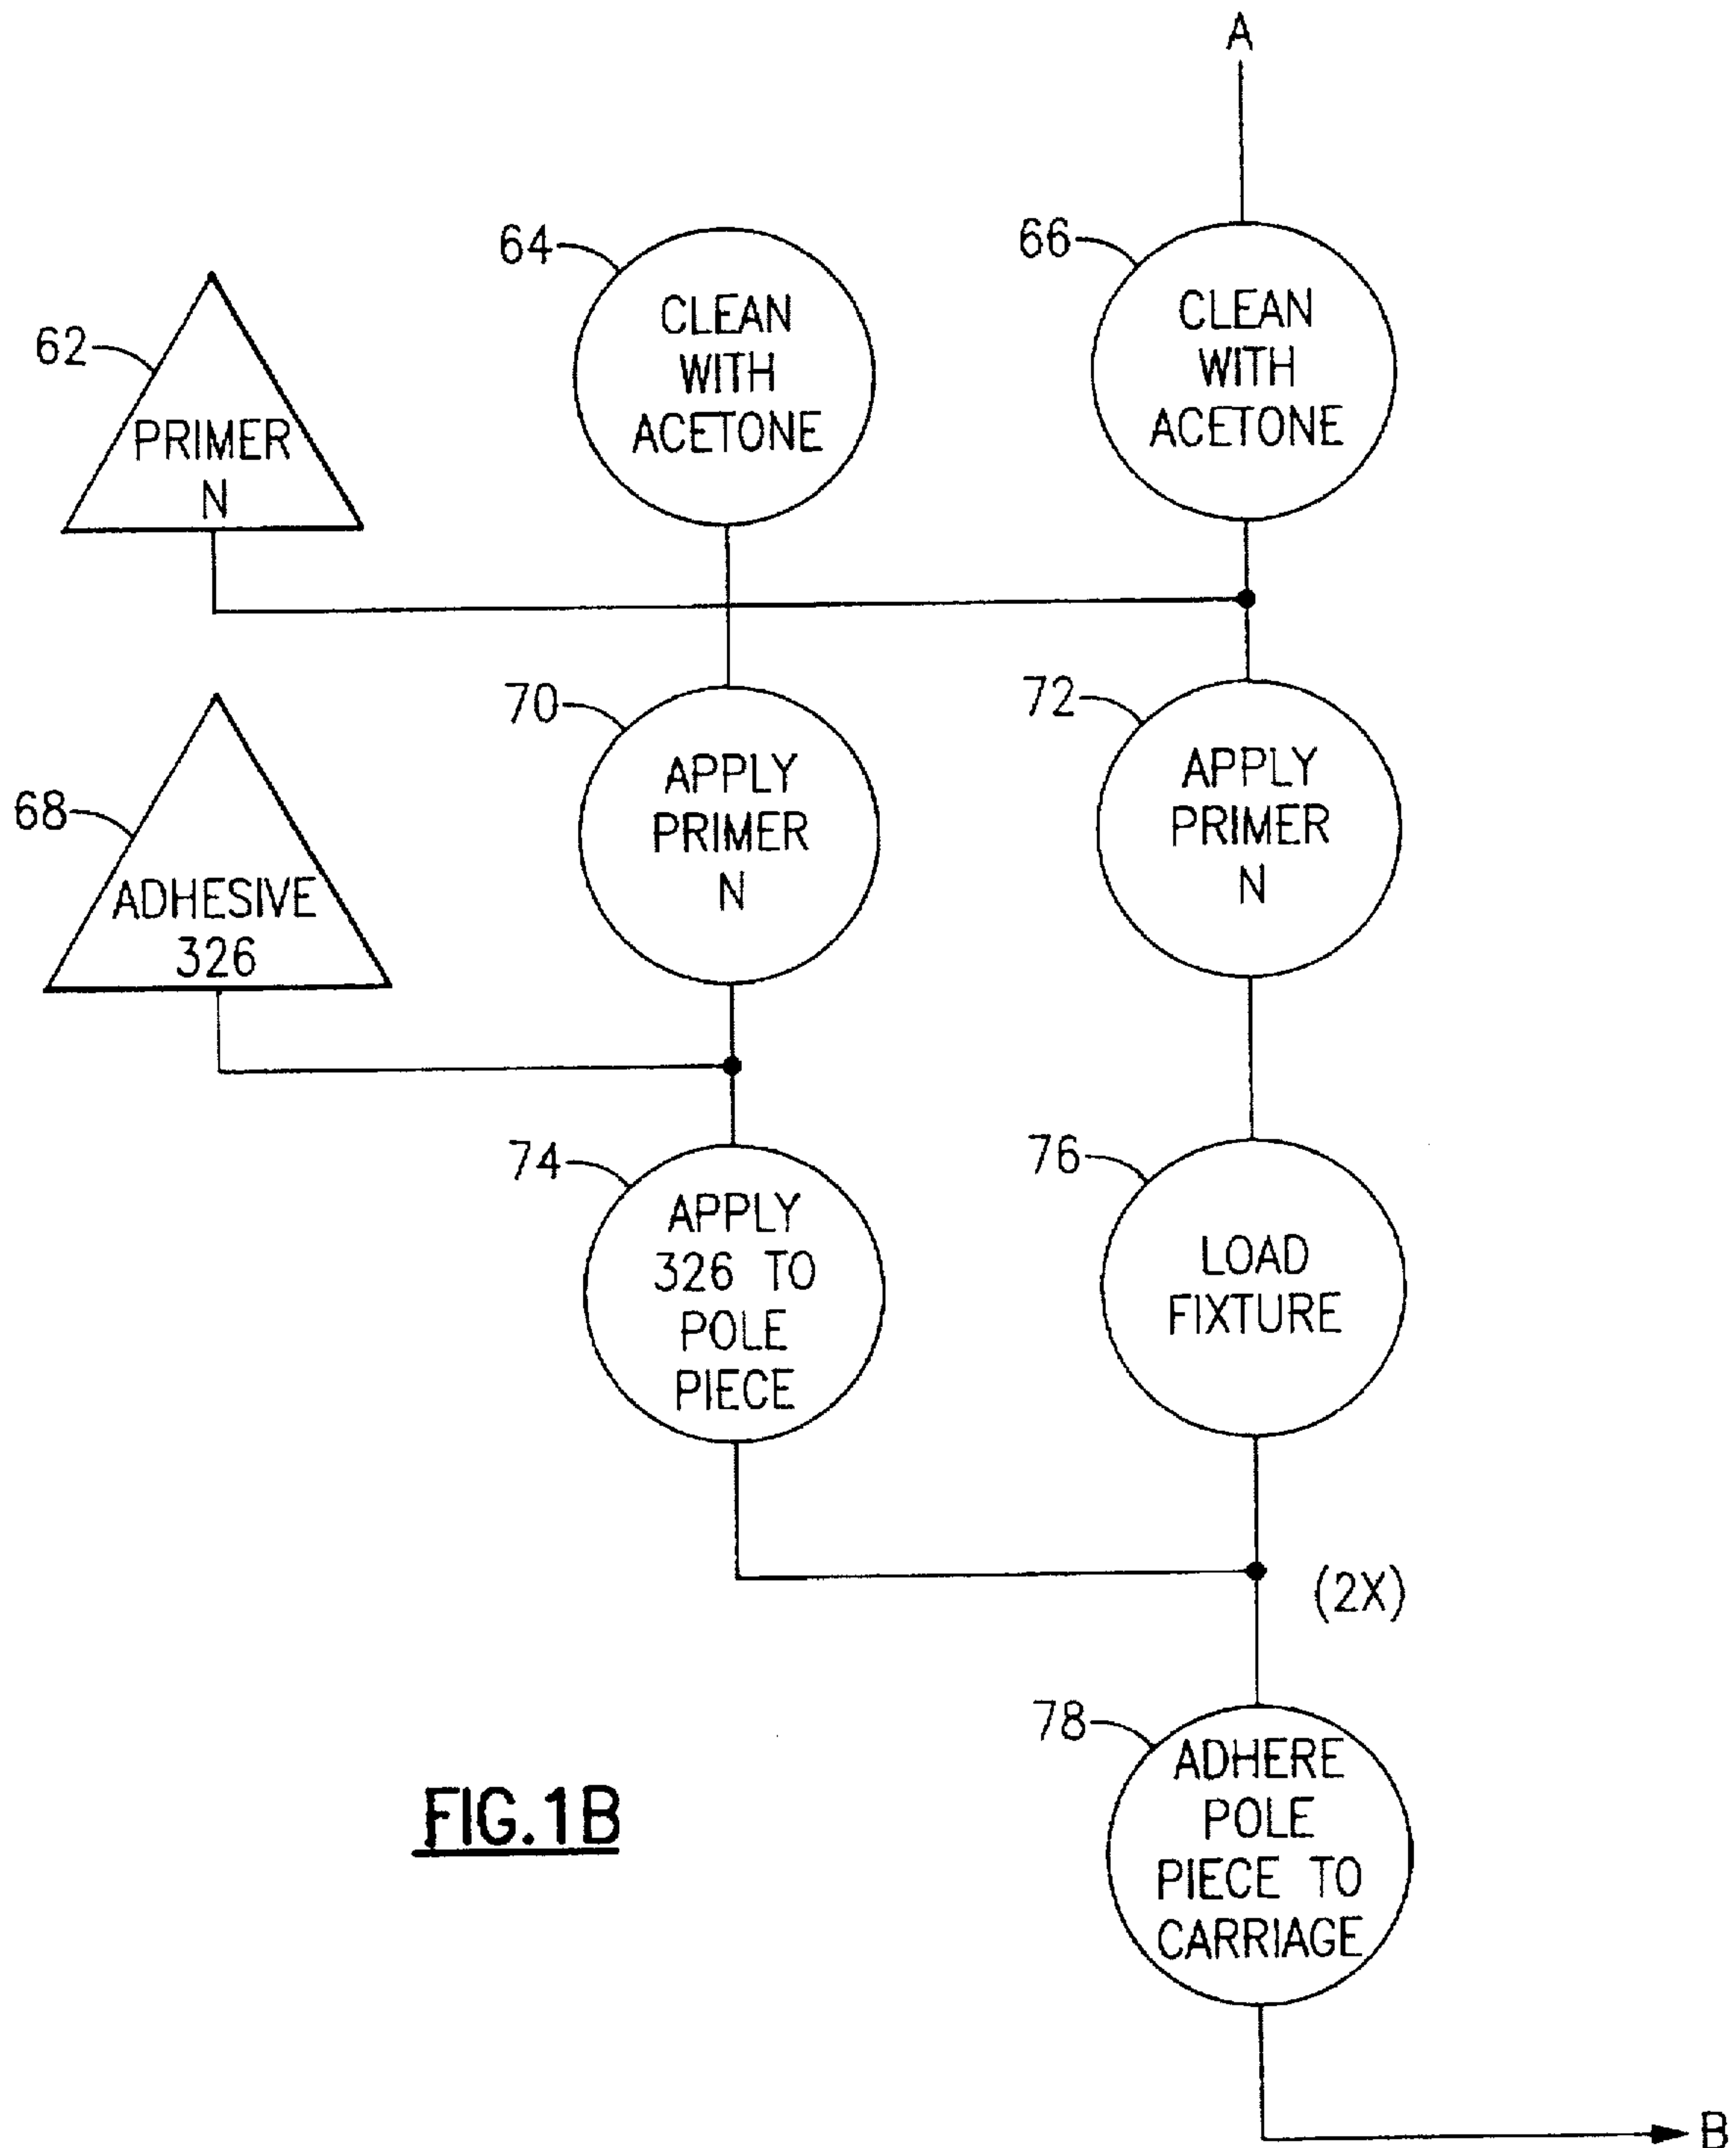 A
64
CLEAN
WITH
ACETONE
66
CLEAN
WITH
ACETONE
62
PRIMER
N
70
APPLY
PRIMER
N
72
APPLY
PRIMER
N
68
ADHESIVE
326
74
APPLY
326 TO
POLE
PIECE
76
LOAD
FIXTURE
(2X)
78
ADHERE
POLE
PIECE TO
CARRIAGE
FIG.1B
B